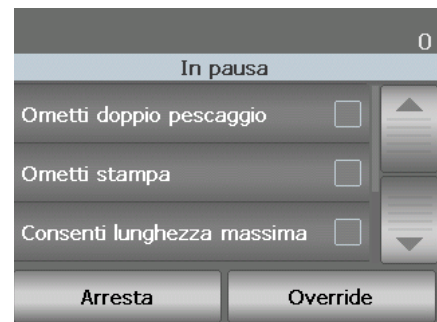 0
In pausa
Ometti doppio pescaggio
Ometti stampa
Consenti lunghezza massima
Arresta Override